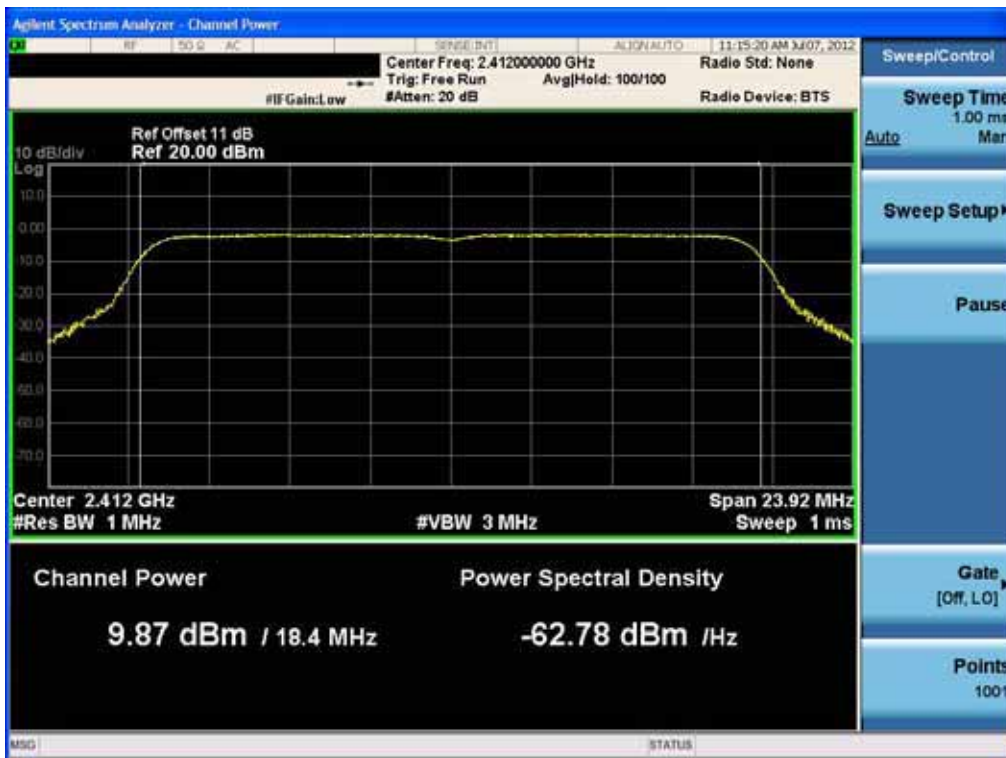 Agilent Spectrum Analyzer - Channel Power
RF 50 Ω AC SENSE:INT ALIGN AUTO 11:15:20 AM Jul 07, 2012
Center Freq: 2.412000000 GHz Radio Std: None
Trig: Free Run Avg|Hold: 100/100
#IFGain:Low #Atten: 20 dB Radio Device: BTS
Ref Offset 11 dB
10 dB/div Ref 20.00 dBm
Log
10.0
0.00
-10.0
-20.0
-30.0
-40.0
-50.0
-60.0
-70.0
Center 2.412 GHz Span 23.92 MHz
#Res BW 1 MHz #VBW 3 MHz Sweep 1 ms
Channel Power Power Spectral Density
9.87 dBm / 18.4 MHz -62.78 dBm /Hz
MSG STATUS
Sweep/Control
Sweep Time
1.00 ms
Auto Man
Sweep Setup
Pause
Gate
[Off, LO]
Points
1001